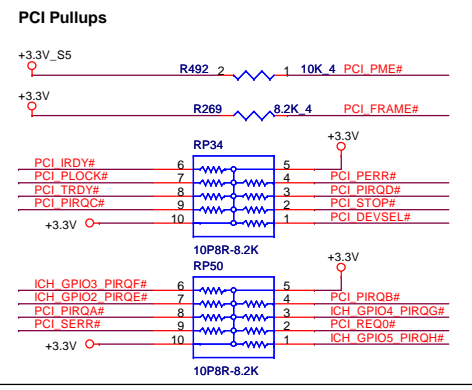 PCI Pullups
+3.3V_S5
R492 2 1 10K_4 PCI_PME#
+3.3V
R269 8.2K_4 PCI_FRAME#
+3.3V
RP34
PCI_IRDY# 6 5
PCI_PLOCK# 7 4 PCI_PERR#
PCI_TRDY# 8 3 PCI_PIRQD#
PCI_PIRQC# 9 2 PCI_STOP#
+3.3V 10 1 PCI_DEVSEL#
10P8R-8.2K
RP50
+3.3V
ICH_GPIO3_PIRQF# 6 5
ICH_GPIO2_PIRQE# 7 4 PCI_PIRQB#
PCI_PIRQA# 8 3 ICH_GPIO4_PIRQG#
PCI_SERR# 9 2 PCI_REQ0#
+3.3V 10 1 ICH_GPIO5_PIRQH#
10P8R-8.2K